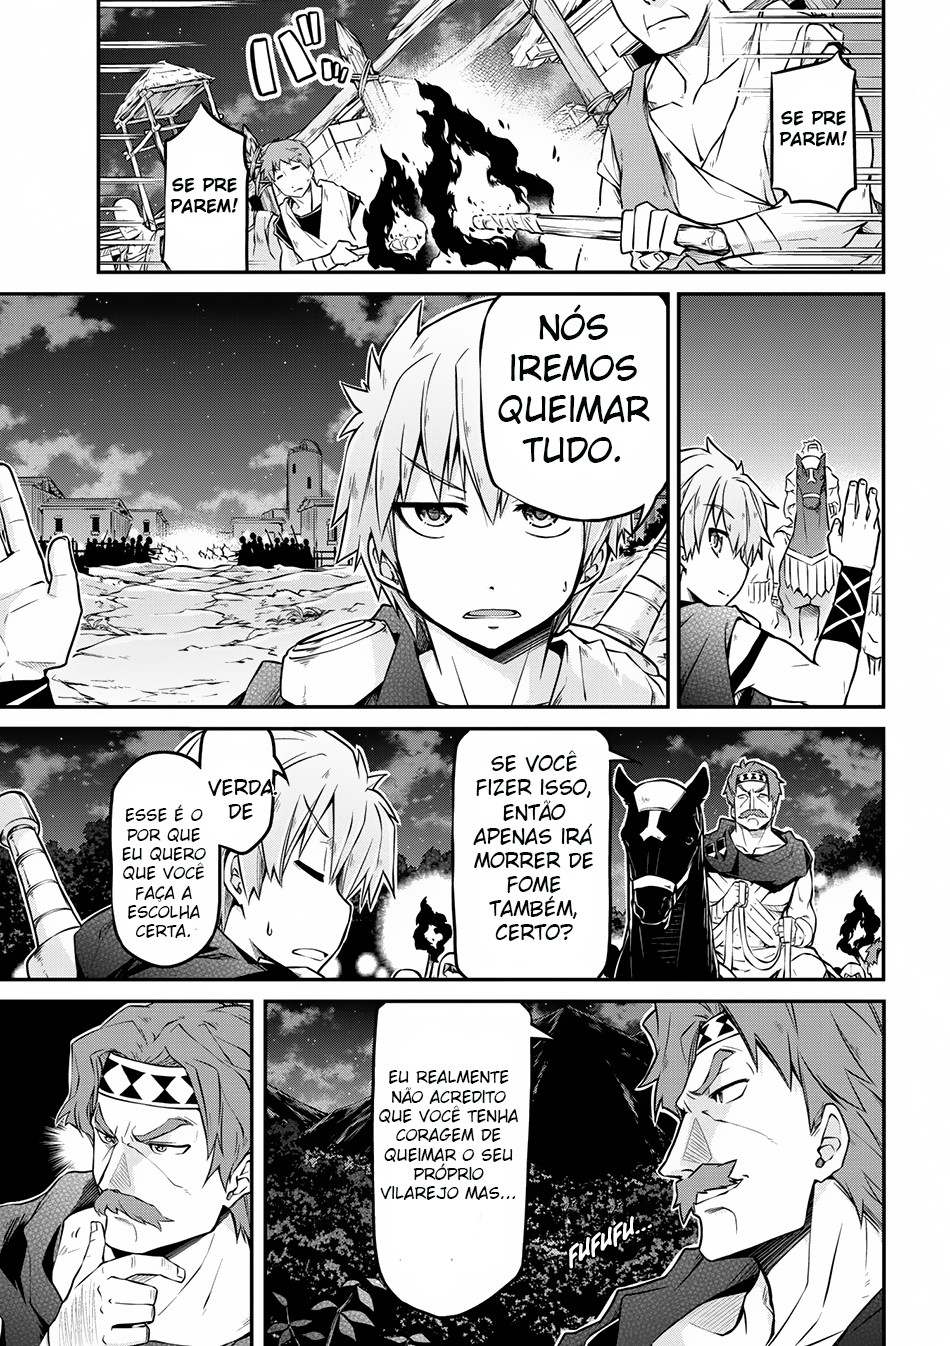 SE PRE
PAREM!
SE PRE
PAREM!
NÓS
IREMOS
QUEIMAR
TUDO.
SE VOCÊ
FIZER ISSO,
ENTÃO
APENAS IRÁ
MORRER DE
FOME
TAMBÉM,
CERTO?
VERDA
DE
ESSE É O
POR QUE
EU QUERO
QUE VOCÊ
FAÇA A
ESCOLHA
CERTA.
EU REALMENTE
NÃO ACREDITO
QUE VOCÊ TENHA
CORAGEM DE
QUEIMAR O SEU
PRÓPRIO
VILAREJO MAS...
FUFUFU...